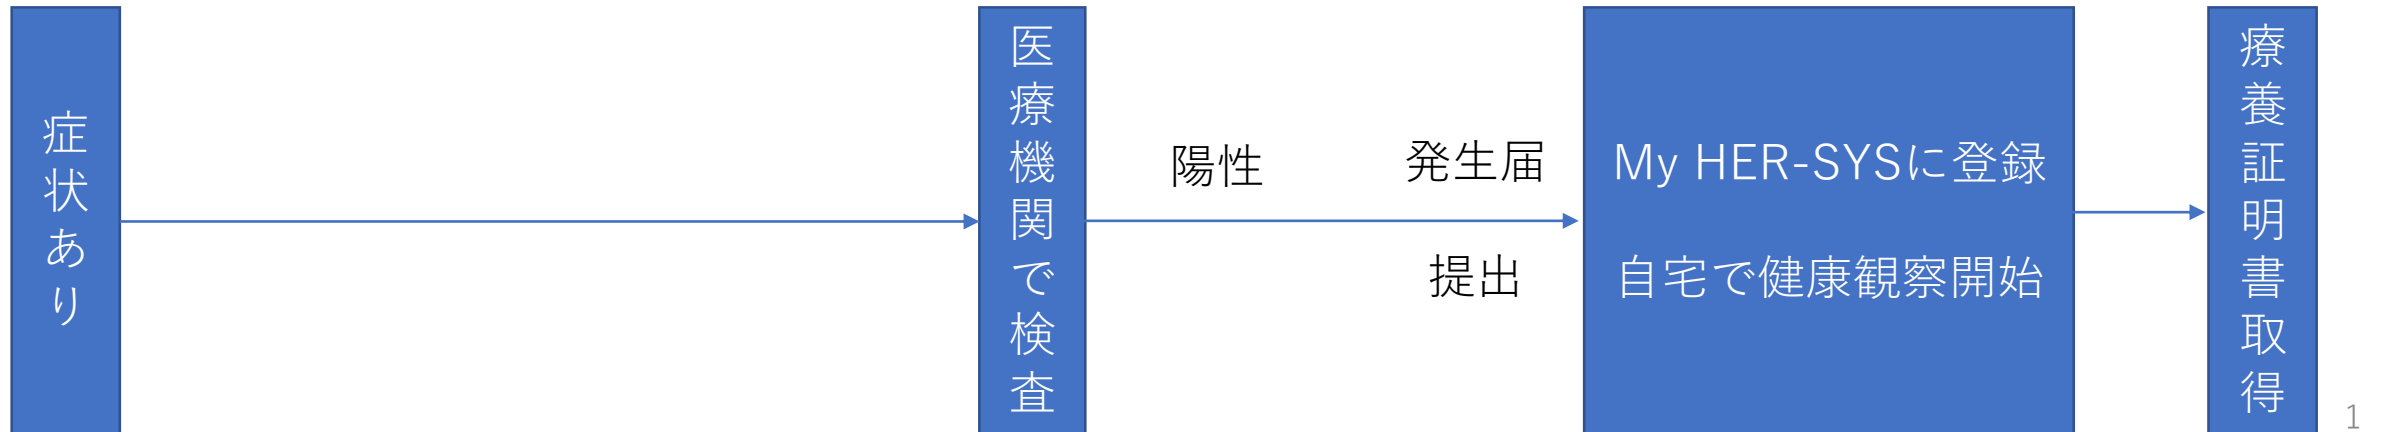 症状あり
医療機関で検査
陽性
発生届
提出
My HER-SYSに登録
自宅で健康観察開始
療養証明書取得
1